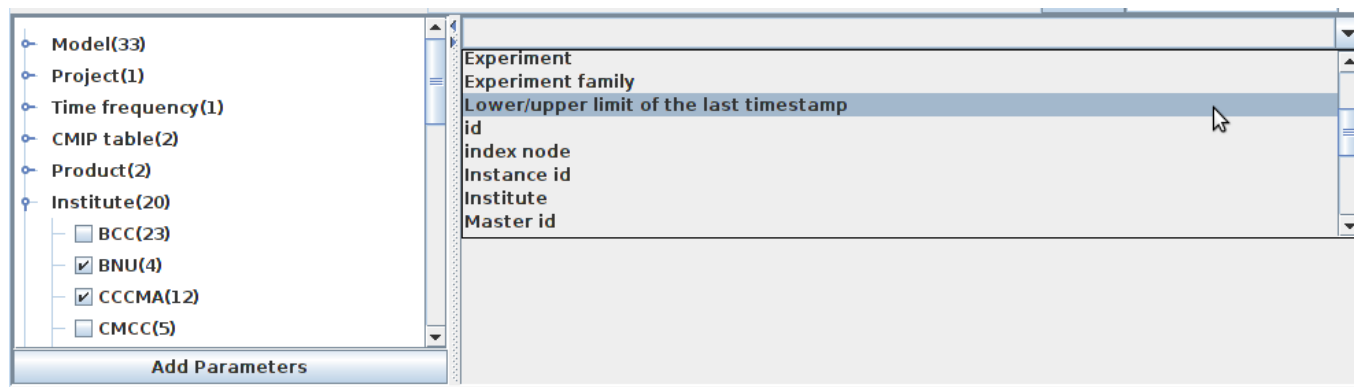 Model(33)
Project(1)
Time frequency(1)
CMIP table(2)
Product(2)
Institute(20)
BCC(23)
BNU(4)
CCCMA(12)
CMCC(5)
Add Parameters
Experiment
Experiment family
Lower/upper limit of the last timestamp
id
index node
Instance id
Institute
Master id